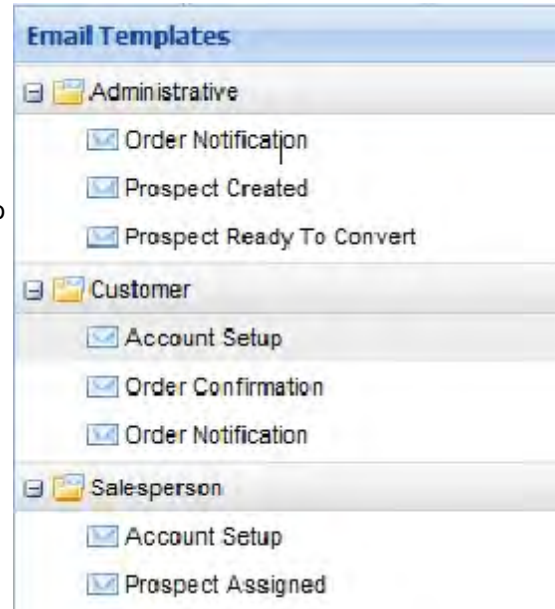 Email Templates
Administrative
Order Notification
Prospect Created
Prospect Ready To Convert
Customer
Account Setup
Order Confirmation
Order Notification
Salesperson
Account Setup
Prospect Assigned